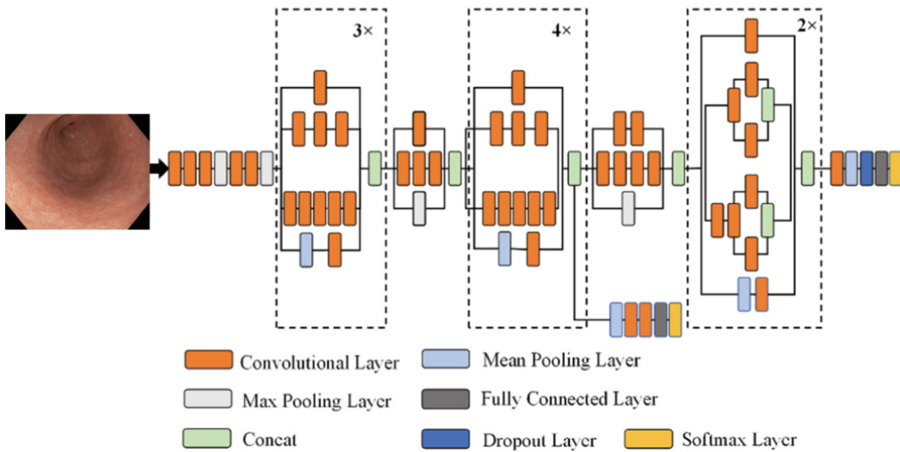 3×
4×
2×
Convolutional Layer
Mean Pooling Layer
Max Pooling Layer
Fully Connected Layer
Concat
Dropout Layer
Softmax Layer